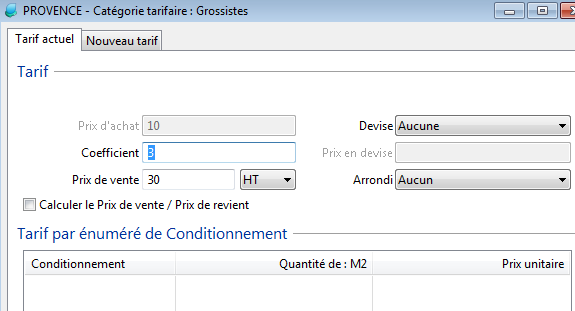 PROVENCE - Catégorie tarifaire : Grossistes
Tarif actuel Nouveau tarif
Tarif
Prix d'achat 10 Devise Aucune
Coefficient 3 Prix en devise
Prix de vente 30 HT Arrondi Aucun
Calculer le Prix de vente / Prix de revient
Tarif par énuméré de Conditionnement
Conditionnement Quantité de : M2 Prix unitaire